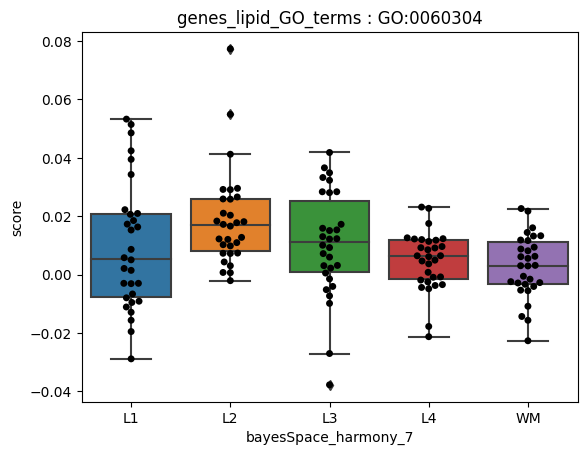 genes_lipid_GO_terms : GO:0060304
0.08
0.06
0.04
0.02
0.00
−0.02
−0.04
score
L1 L2 L3 L4 WM
bayesSpace_harmony_7